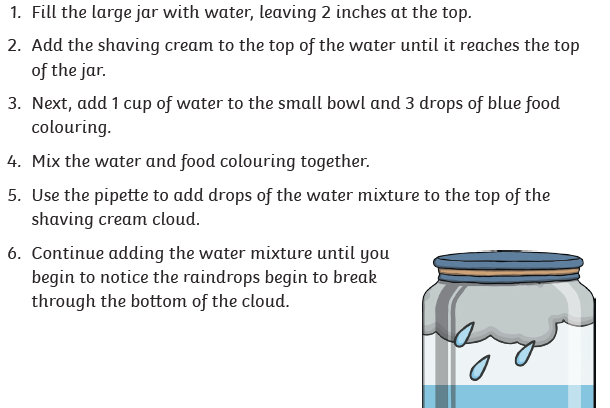 1. Fill the large jar with water, leaving 2 inches at the top.
2. Add the shaving cream to the top of the water until it reaches the top
of the jar.
3. Next, add 1 cup of water to the small bowl and 3 drops of blue food
colouring.
4. Mix the water and food colouring together.
5. Use the pipette to add drops of the water mixture to the top of the
shaving cream cloud.
6. Continue adding the water mixture until you
begin to notice the raindrops begin to break
through the bottom of the cloud.